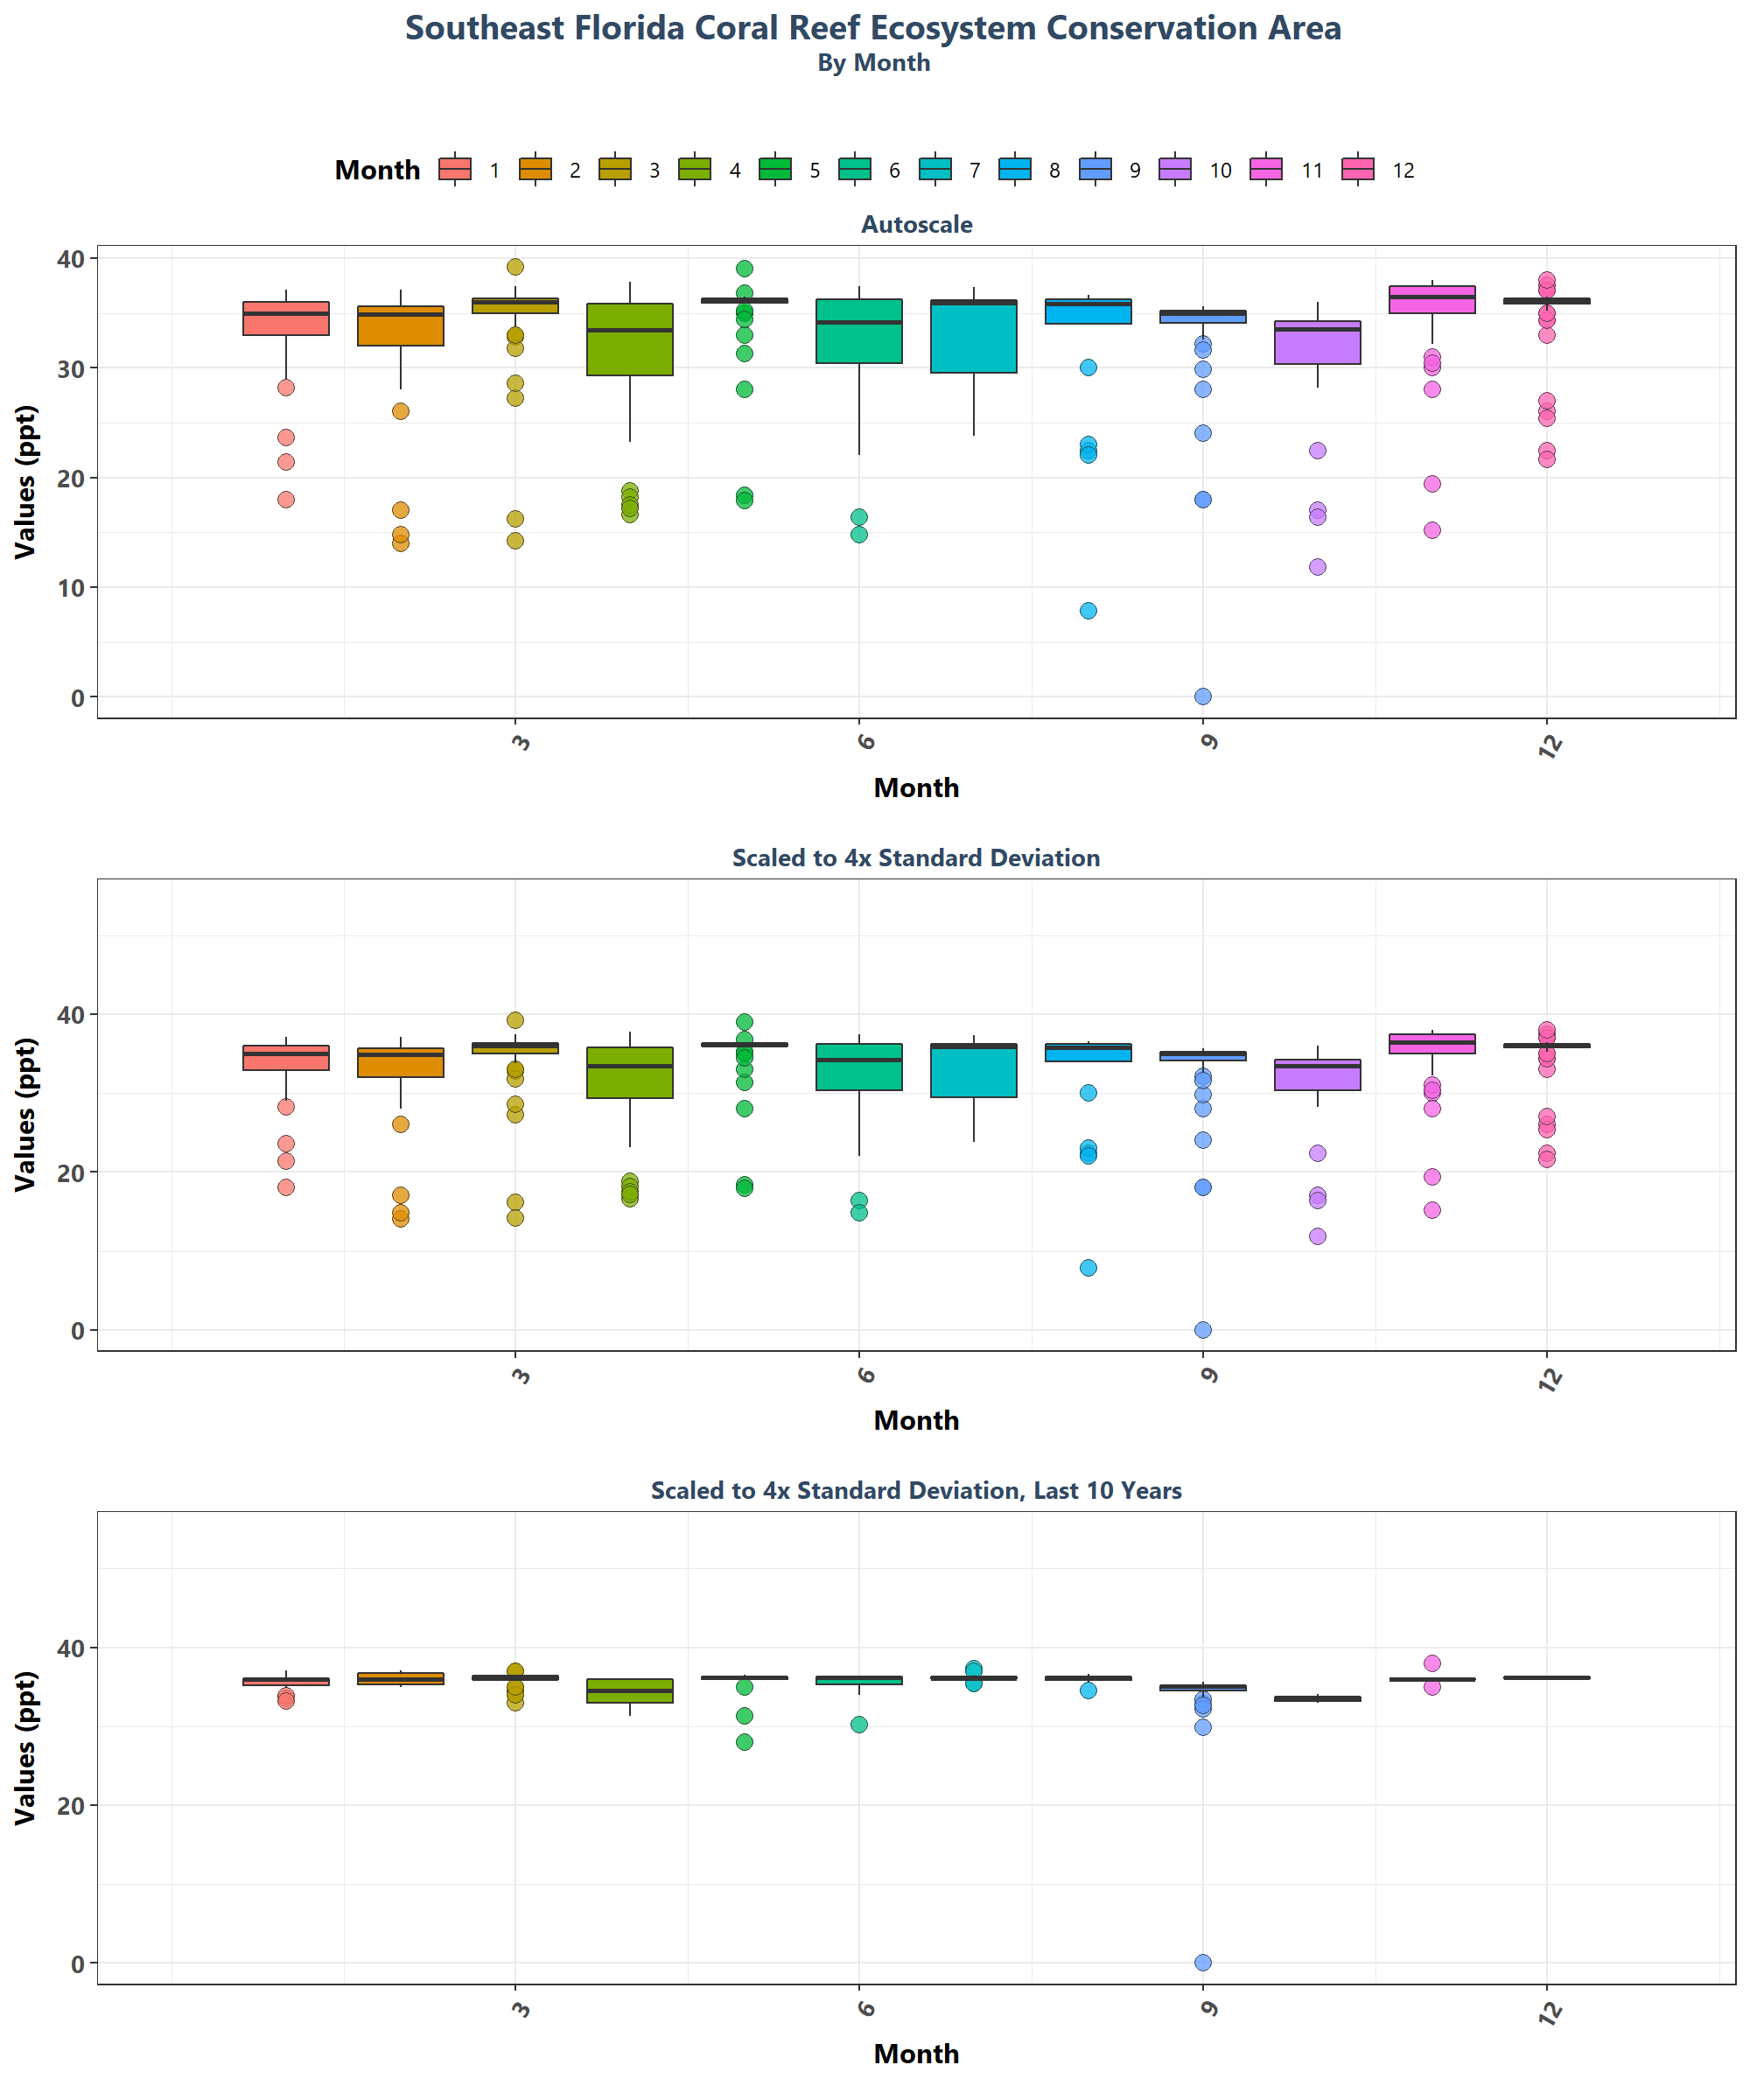 Southeast Florida Coral Reef Ecosystem Conservation Area
By Month
Month 1 2 3 4 5 6 7 8 9 10 11 12
Autoscale
Values (ppt)
40
30
20
10
0
3 6 9 12
Month
Scaled to 4x Standard Deviation
Values (ppt)
40
20
0
3 6 9 12
Month
Scaled to 4x Standard Deviation, Last 10 Years
Values (ppt)
40
20
0
3 6 9 12
Month